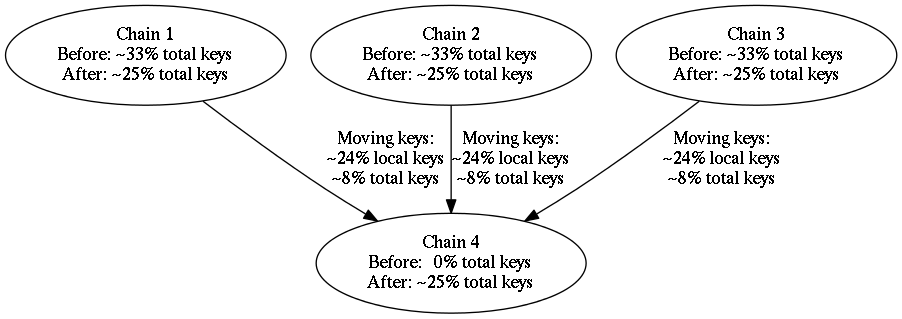 Chain 1
Before: ~33% total keys
After: ~25% total keys
Chain 2
Before: ~33% total keys
After: ~25% total keys
Chain 3
Before: ~33% total keys
After: ~25% total keys
Moving keys:
~24% local keys
~8% total keys
Moving keys:
~24% local keys
~8% total keys
Moving keys:
~24% local keys
~8% total keys
Chain 4
Before:  0% total keys
After: ~25% total keys